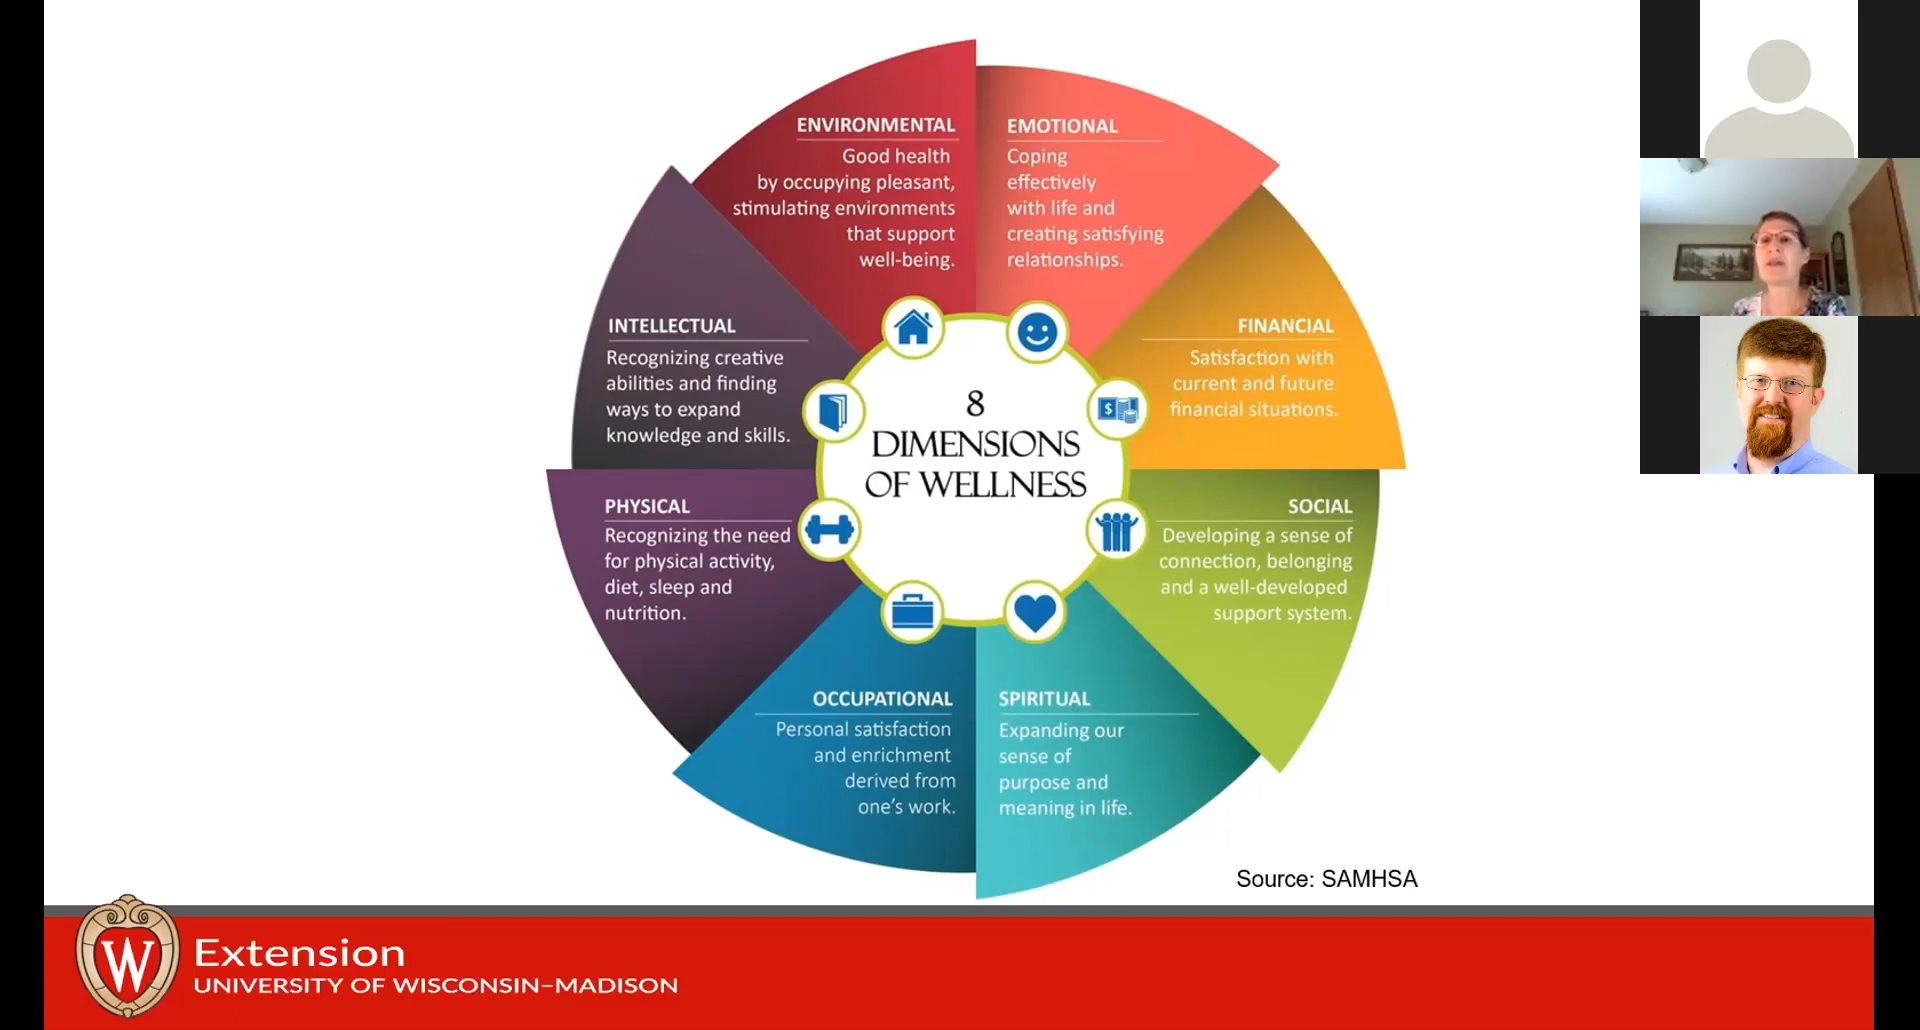 ENVIRONMENTAL
Good health
by occupying pleasant,
stimulating environments
that support
well-being.
EMOTIONAL
Coping
effectively
with life and
creating satisfying
relationships.
INTELLECTUAL
Recognizing creative
abilities and finding
ways to expand
knowledge and skills.
FINANCIAL
Satisfaction with
current and future
financial situations.
8
DIMENSIONS
OF WELLNESS
$
PHYSICAL
Recognizing the need
for physical activity,
diet, sleep and
nutrition.
SOCIAL
Developing a sense of
connection, belonging
and a well-developed
support system.
OCCUPATIONAL
Personal satisfaction
and enrichment
derived from
one's work.
SPIRITUAL
Expanding our
sense of
purpose and
meaning in life.
Source: SAMHSA
W
Extension
UNIVERSITY OF WISCONSIN–MADISON